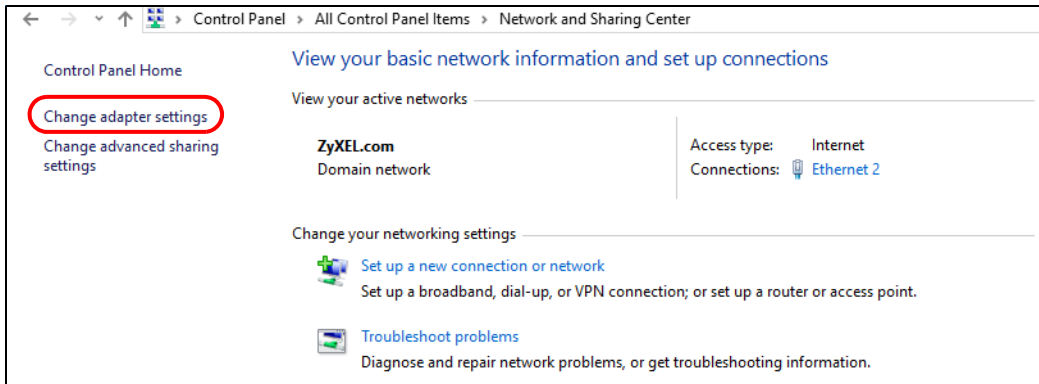 Control Panel > All Control Panel Items > Network and Sharing Center
Control Panel Home
Change adapter settings
Change advanced sharing
settings
View your basic network information and set up connections
View your active networks
ZyXEL.com
Domain network
Access type: Internet
Connections: Ethernet 2
Change your networking settings
Set up a new connection or network
Set up a broadband, dial-up, or VPN connection; or set up a router or access point.
Troubleshoot problems
Diagnose and repair network problems, or get troubleshooting information.